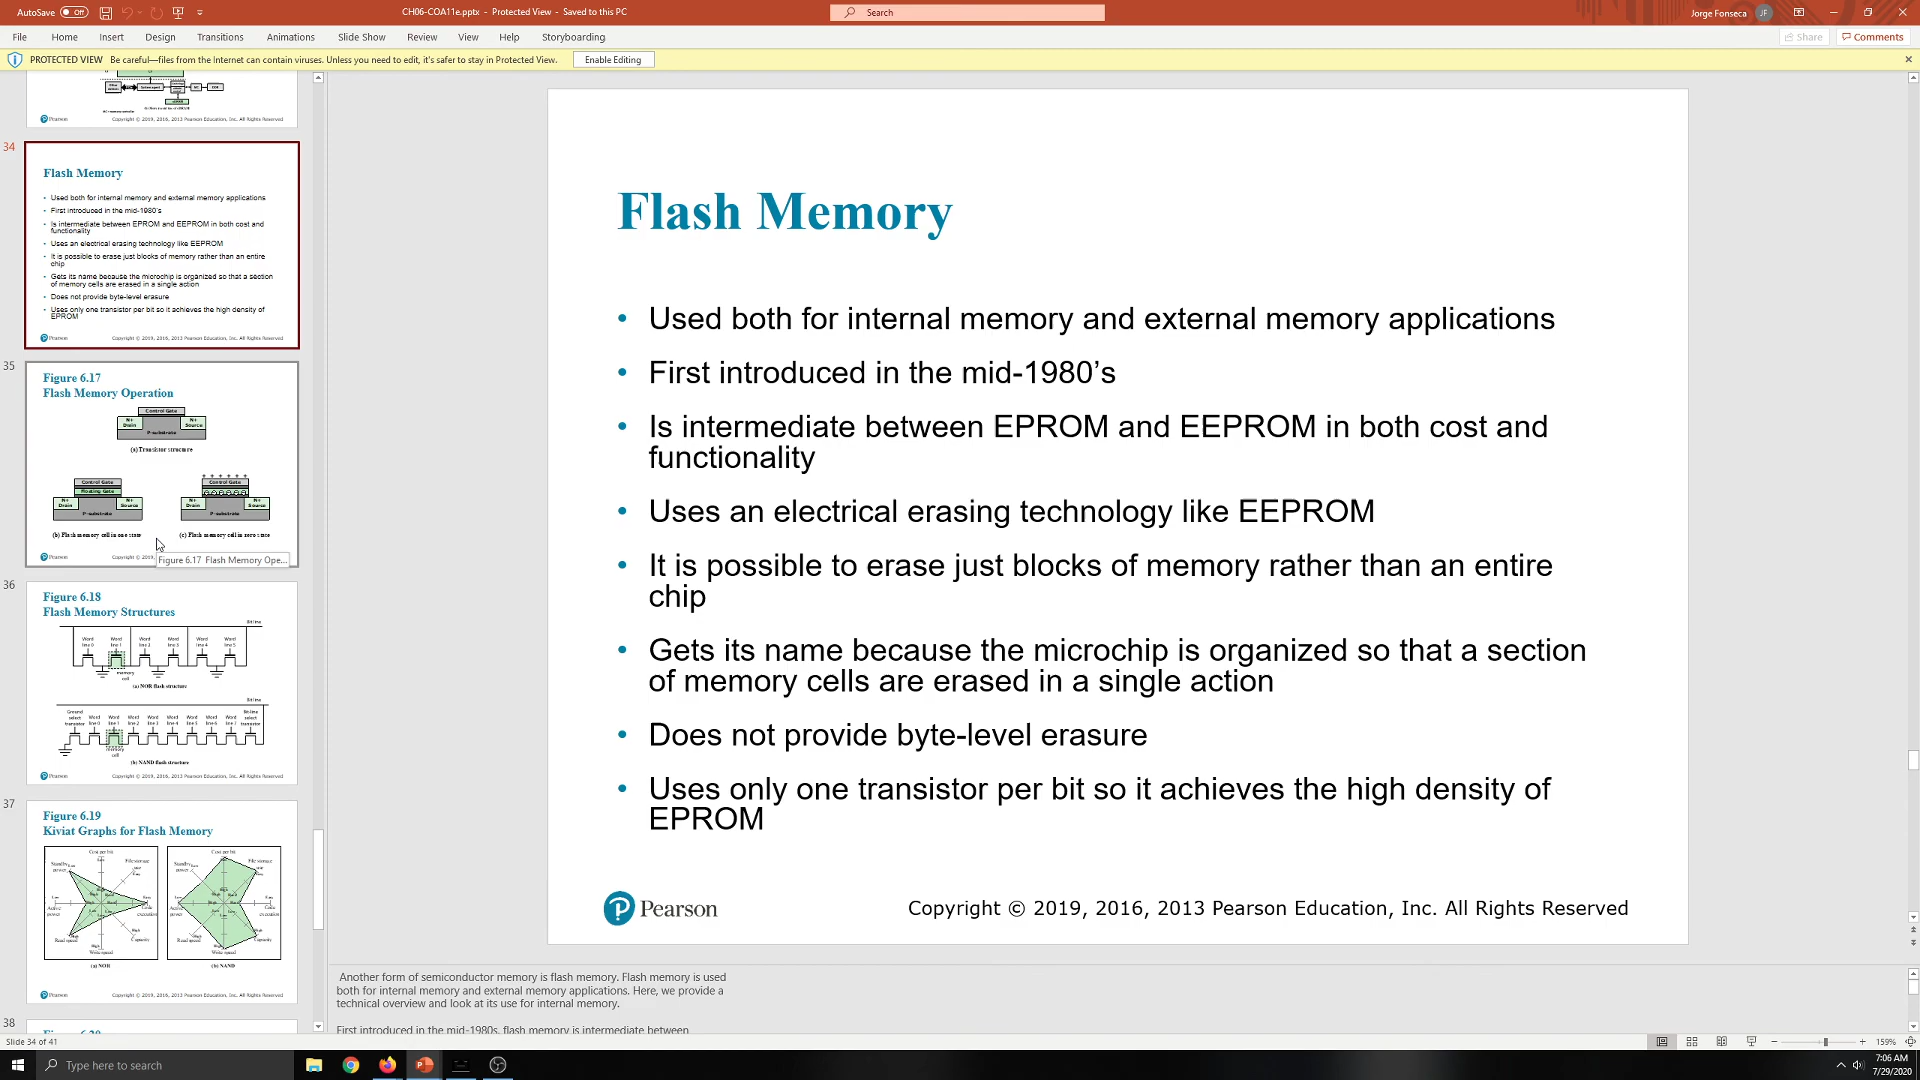 AutoSave Off
CH06-COA11e.pptx - Protected View - Saved to this PC
Search
Jorge Fonseca JF
File Home Insert Design Transitions Animations Slide Show Review View Help Storyboarding
Share Comments
PROTECTED VIEW Be careful—files from the Internet can contain viruses. Unless you need to edit, it's safer to stay in Protected View. Enable Editing
Pearson Copyright © 2019, 2016, 2013 Pearson Education, Inc. All Rights Reserved
34
Flash Memory
• Used both for internal memory and external memory applications
• First introduced in the mid-1980's
• Is intermediate between EPROM and EEPROM in both cost and
functionality
• Uses an electrical erasing technology like EEPROM
• It is possible to erase just blocks of memory rather than an entire
chip
• Gets its name because the microchip is organized so that a section
of memory cells are erased in a single action
• Does not provide byte-level erasure
• Uses only one transistor per bit so it achieves the high density of
EPROM
Pearson Copyright © 2019, 2016, 2013 Pearson Education, Inc. All Rights Reserved
35
Figure 6.17
Flash Memory Operation
Control Gate
N+ Drain
N+ Source
P-substrate
(a) Transistor structure
Control Gate
Floating Gate
N+ Drain
N+ Source
P-substrate
(b) Flash memory cell in one state
+ + + + + +
Control Gate
N+ Drain
N+ Source
P-substrate
(c) Flash memory cell in zero state
Pearson Copyright © 2019,
Figure 6.17 Flash Memory Ope...
36
Figure 6.18
Flash Memory Structures
Bit line
Word line 0
Word line 1
Word line 2
Word line 3
Word line 4
Word line 5
memory cell
(a) NOR flash structure
Bit line
Ground select transistor
Word line 0
Word line 1
Word line 2
Word line 3
Word line 4
Word line 5
Word line 6
Word line 7
Bit-line select transistor
memory cell
(b) NAND flash structure
Pearson Copyright © 2019, 2016, 2013 Pearson Education, Inc. All Rights Reserved
37
Figure 6.19
Kiviat Graphs for Flash Memory
Cost per bit
File storage use
Code execution
Capacity
Write speed
Read speed
Active power
Standby power
(a) NOR
Cost per bit
File storage use
Code execution
Capacity
Write speed
Read speed
Active power
Standby power
(b) NAND
Pearson Copyright © 2019, 2016, 2013 Pearson Education, Inc. All Rights Reserved
38
Flash Memory
• Used both for internal memory and external memory applications
• First introduced in the mid-1980’s
• Is intermediate between EPROM and EEPROM in both cost and
functionality
• Uses an electrical erasing technology like EEPROM
• It is possible to erase just blocks of memory rather than an entire
chip
• Gets its name because the microchip is organized so that a section
of memory cells are erased in a single action
• Does not provide byte-level erasure
• Uses only one transistor per bit so it achieves the high density of
EPROM
P Pearson
Copyright © 2019, 2016, 2013 Pearson Education, Inc. All Rights Reserved
Another form of semiconductor memory is flash memory. Flash memory is used
both for internal memory and external memory applications. Here, we provide a
technical overview and look at its use for internal memory.
First introduced in the mid-1980s, flash memory is intermediate between
Slide 34 of 41
159%
Type here to search
7:06 AM
7/29/2020